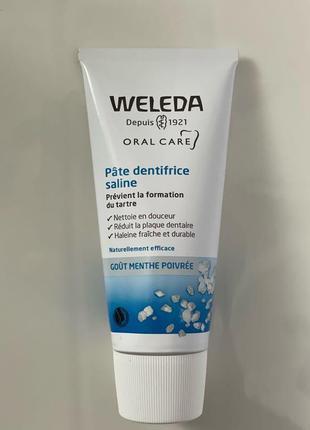 WELEDA
Depuis 1921
ORAL CARE
Pâte dentifrice
saline
Prévient la formation
du tartre
✓ Nettoie en douceur
✓ Réduit la plaque dentaire
✓ Haleine fraîche et durable
Naturellement efficace
GOÛT MENTHE POIVRÉE